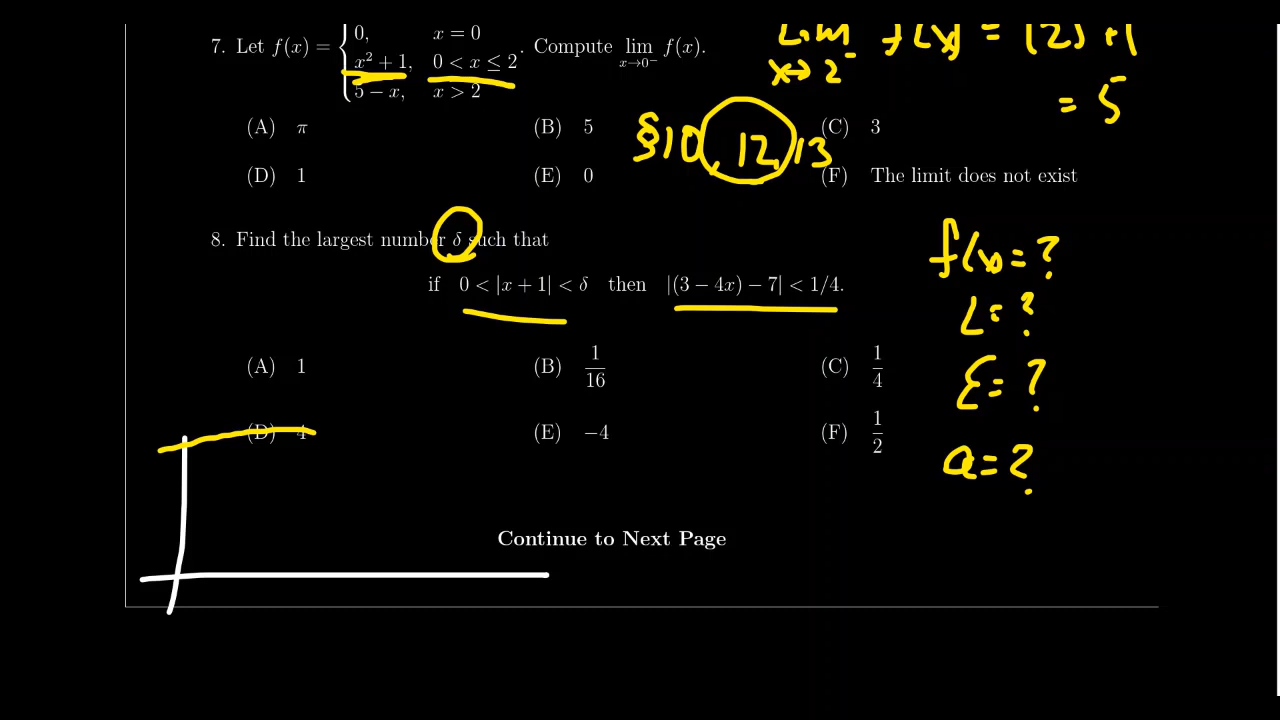 7. Let f(x) = { 0, x = 0
x² + 1, 0 < x ≤ 2
5 − x, x > 2 . Compute lim x→0⁻ f(x).
Lim x→2⁻ f(x) = (2) + 1
= 5
(A) π (B) 5 (C) 3
§10, 12, 13
(D) 1 (E) 0 (F) The limit does not exist
8. Find the largest number δ such that
if 0 < |x + 1| < δ then |(3 − 4x) − 7| < 1/4.
f(x) = ?
L = ?
(A) 1 (B) 1/16 (C) 1/4
ε = ?
(D) 4 (E) −4 (F) 1/2
a = ?
Continue to Next Page